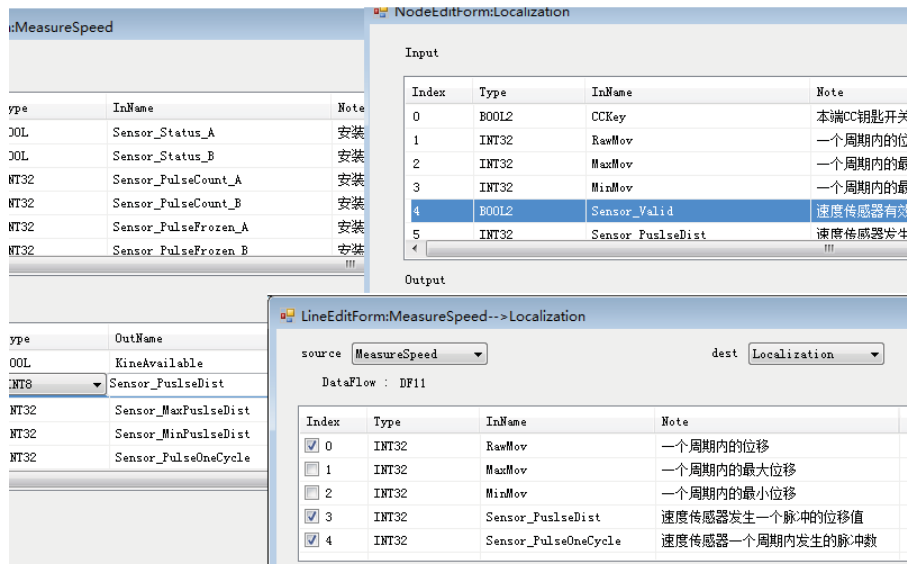 n:MeasureSpeed
ype InName Note
OOL Sensor_Status_A 安装
OOL Sensor_Status_B 安装
NT32 Sensor_PulseCount_A 安装
NT32 Sensor_PulseCount_B 安装
NT32 Sensor_PulseFrozen_A 安装
NT32 Sensor_PulseFrozen_B 安装
ype OutName
OOL KineAvailable
INT8 Sensor_PuslseDist
NT32 Sensor_MaxPuslseDist
NT32 Sensor_MinPuslseDist
NT32 Sensor_PulseOneCycle
NodeEditForm:Localization
Input
Index Type InName Note
0 BOOL2 CCKey 本端CC钥匙开关
1 INT32 RawMov 一个周期内的位
2 INT32 MaxMov 一个周期内的最
3 INT32 MinMov 一个周期内的最
4 BOOL2 Sensor_Valid 速度传感器有效
5 INT32 Sensor_PuslseDist 速度传感器发生
Output
LineEditForm:MeasureSpeed-->Localization
source MeasureSpeed dest Localization
DataFlow : DF11
Index Type InName Note
0 INT32 RawMov 一个周期内的位移
1 INT32 MaxMov 一个周期内的最大位移
2 INT32 MinMov 一个周期内的最小位移
3 INT32 Sensor_PuslseDist 速度传感器发生一个脉冲的位移值
4 INT32 Sensor_PulseOneCycle 速度传感器一个周期内发生的脉冲数